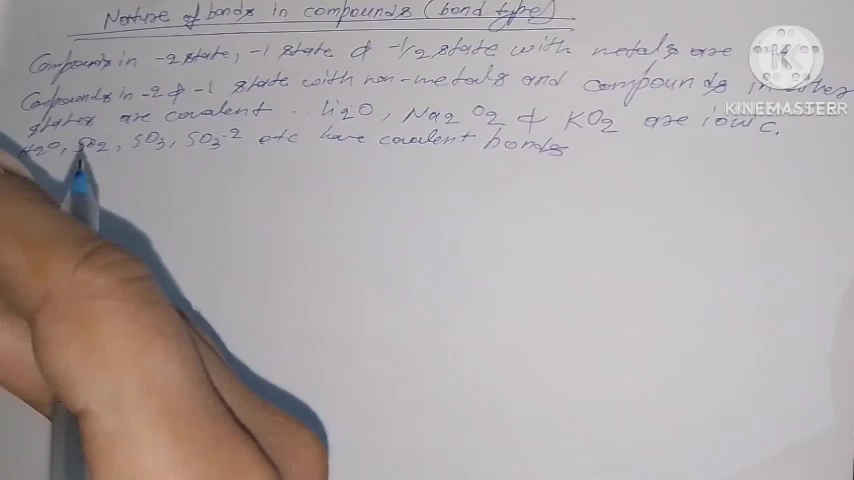 Nature of bonds in compounds (bond type)
Compounds in -2 state, -1 state & -1/2 state with metals are
Compounds in -2 & -1 state with non-metals and compounds in other
states are covalent. Li2O, Na2O2 & KO2 are ionic.
H2O, SO2, SO3, SO3-2 etc have covalent bonds
KINEMASTER